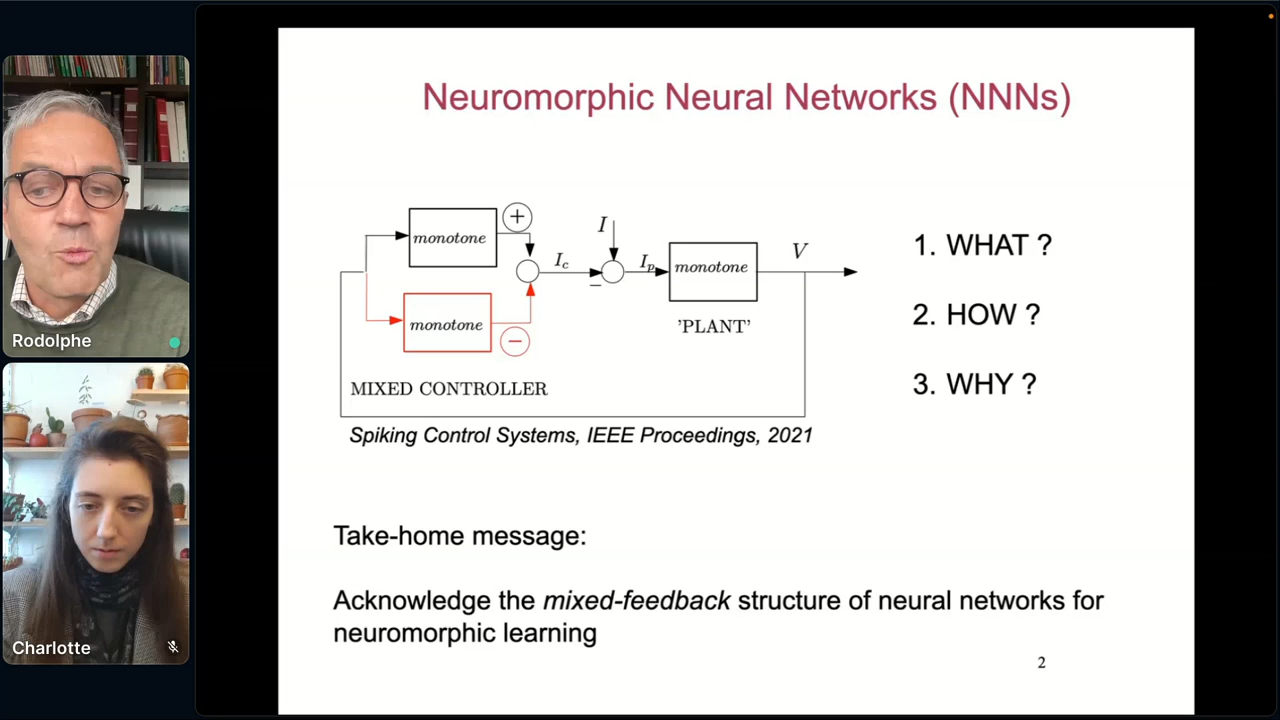 Neuromorphic Neural Networks (NNNs)
monotone
+
I
V
1. WHAT ?
I_c
I_p
monotone
−
monotone
−
'PLANT'
2. HOW ?
MIXED CONTROLLER
3. WHY ?
Spiking Control Systems, IEEE Proceedings, 2021
Take-home message:
Acknowledge the mixed-feedback structure of neural networks for
neuromorphic learning
2
Rodolphe
Charlotte